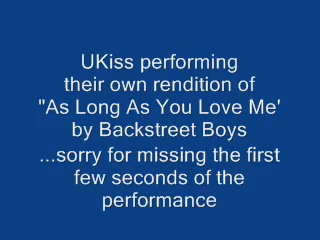 UKiss performing
their own rendition of
"As Long As You Love Me'
by Backstreet Boys
...sorry for missing the first
few seconds of the
performance